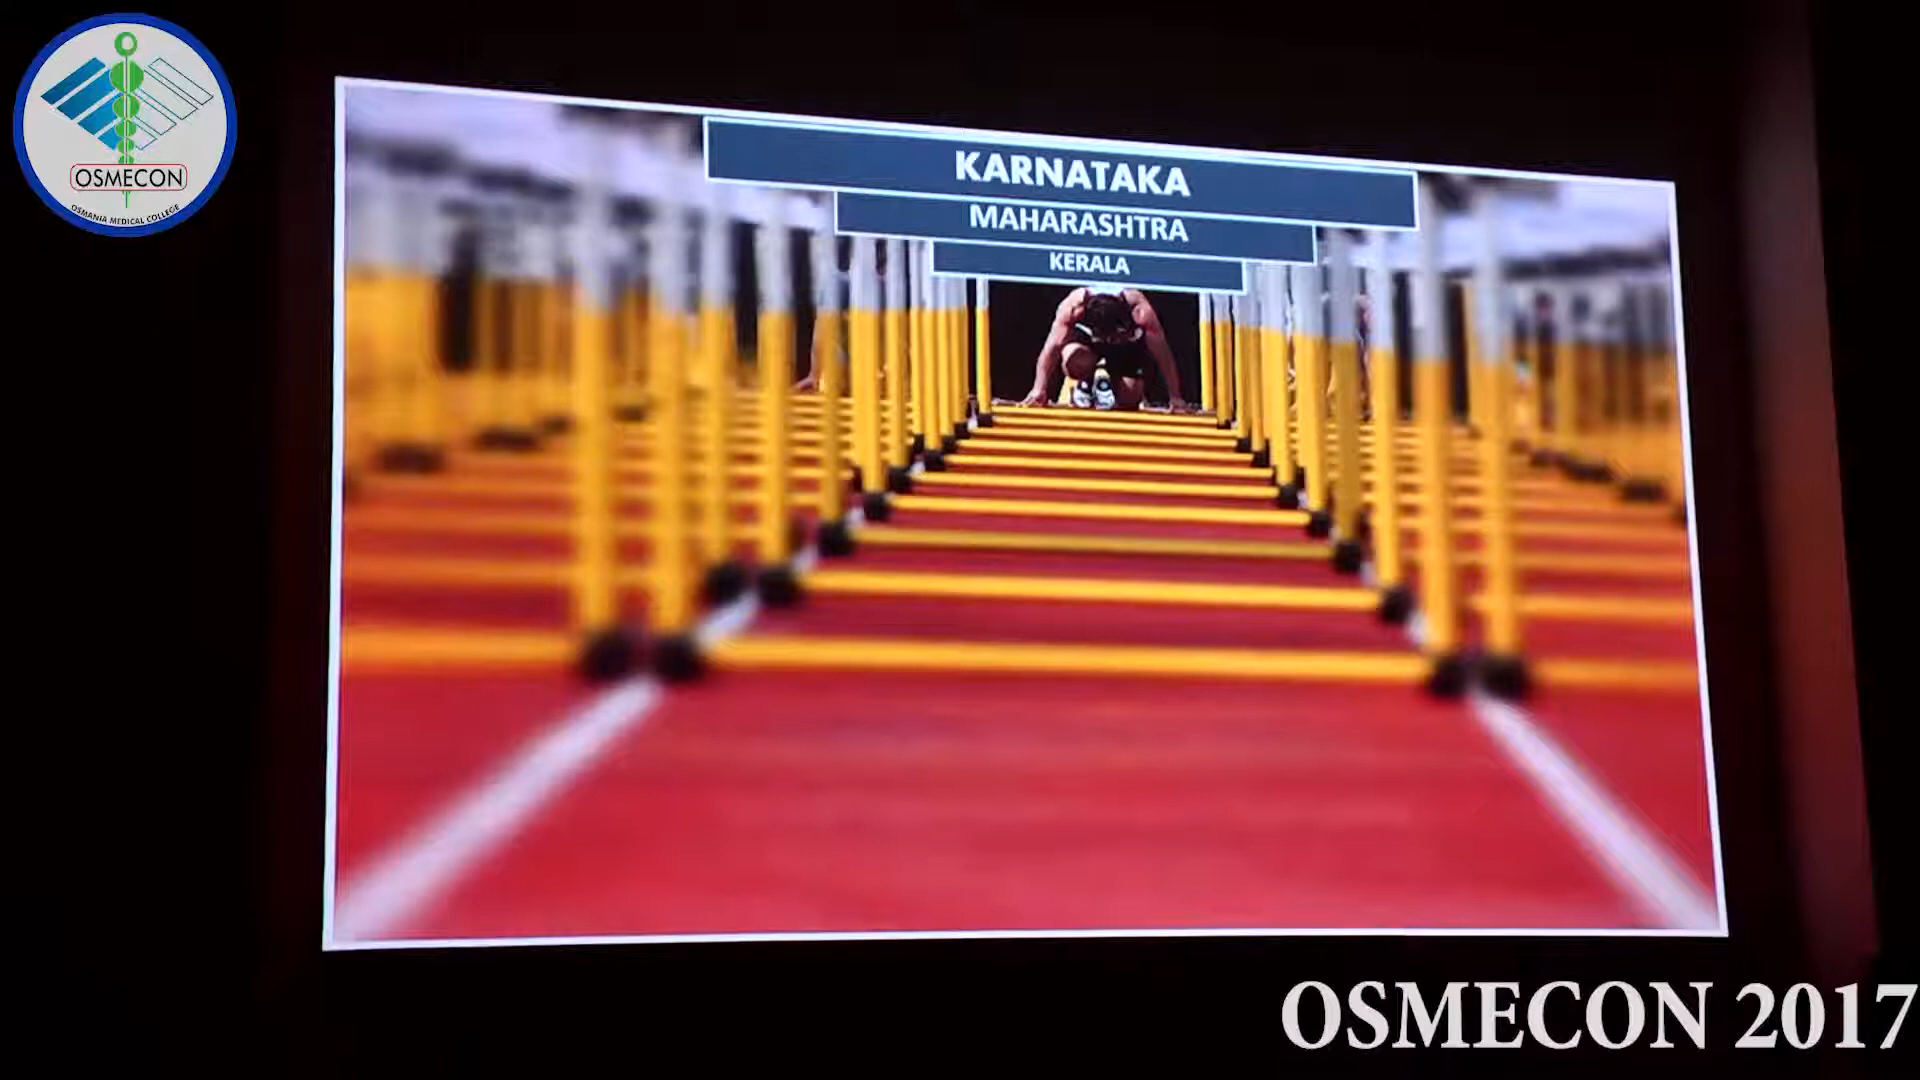 OSMECON
OSMANIA MEDICAL COLLEGE
KARNATAKA
MAHARASHTRA
KERALA
OSMECON 2017